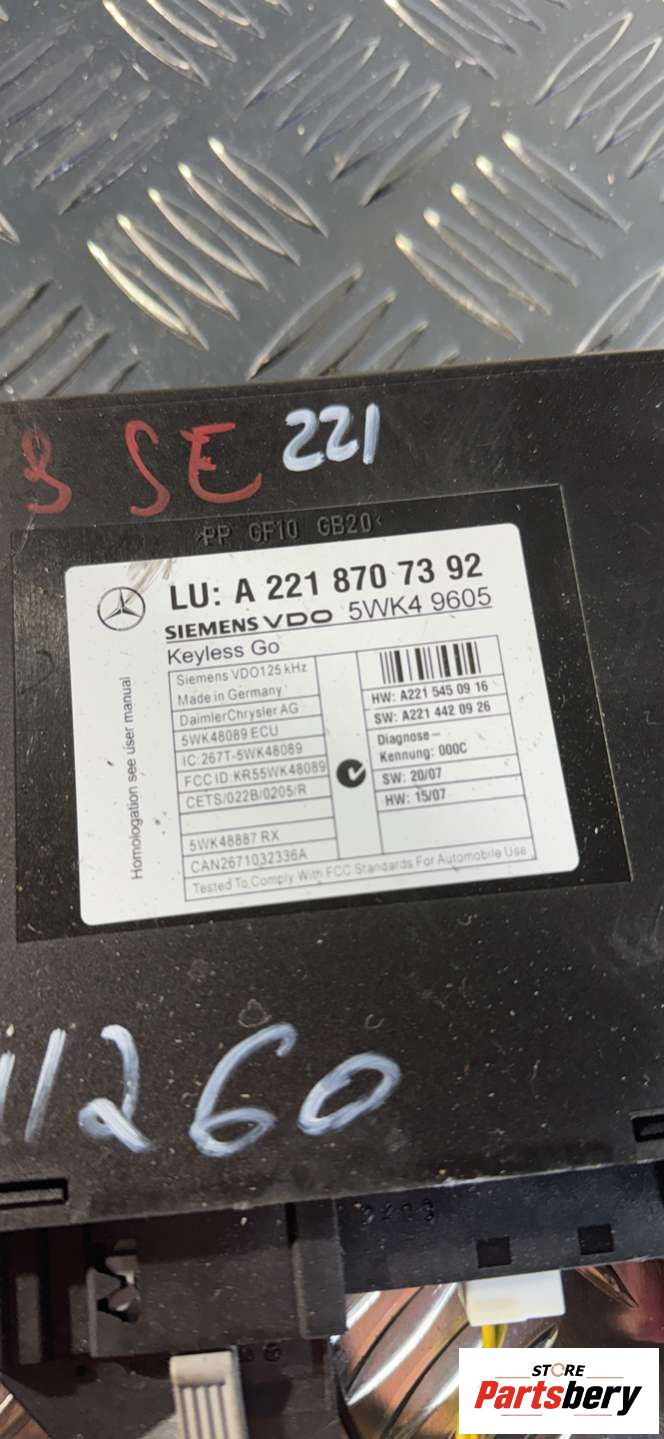 SE 221
>PP GF10 GB20<
LU: A 221 870 73 92
SIEMENS VDO 5WK4 9605
Keyless Go
Siemens VDO125 kHz
Made in Germany
DaimlerChrysler AG
5WK48089 ECU
IC:267T-5WK48089
FCC ID: KR55WK48089
CETS/022B/0205/R
5WK48887 RX
CAN2671032336A
HW: A221 545 09 16
SW: A221 442 09 26
Diagnose-
Kennung: 000C
SW: 20/07
HW: 15/07
Tested To Comply With FCC Standards For Automobile Use
Homologation see user manual
11260
STORE
Partsbery